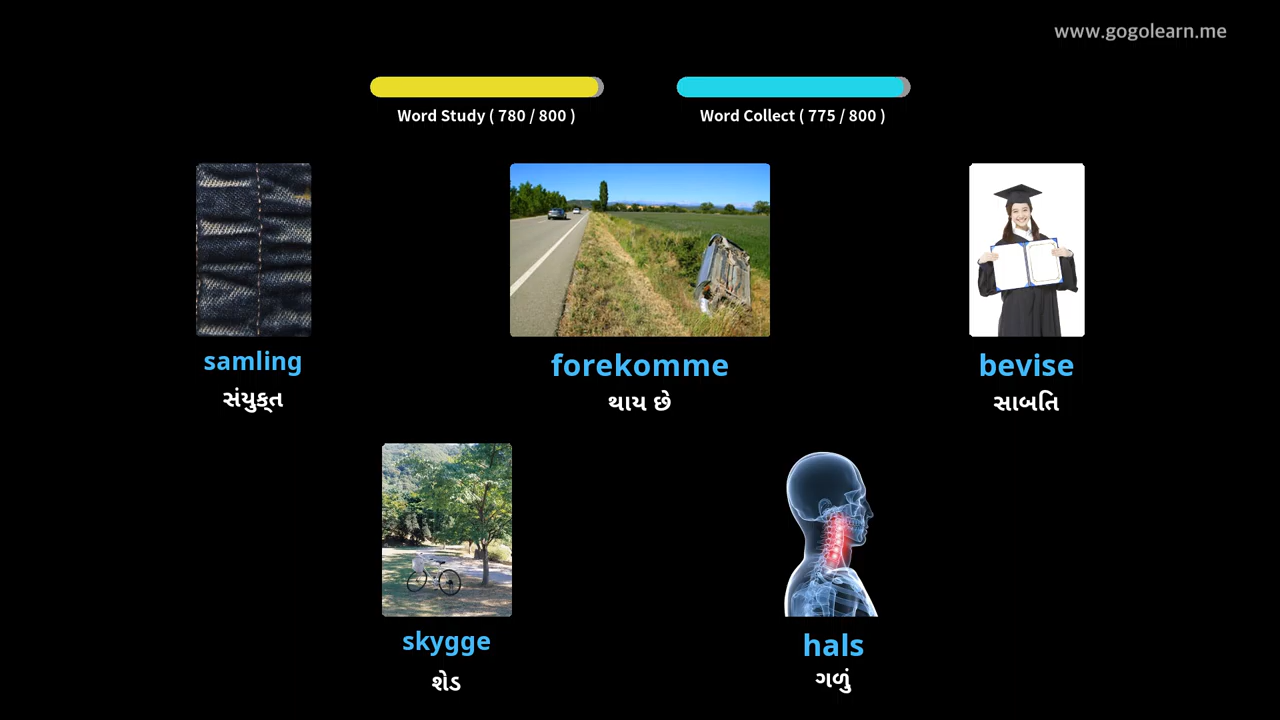 www.gogolearn.me
Word Study ( 780 / 800 )
Word Collect ( 775 / 800 )
samling
સંયુક્ત
forekomme
થાય છે
bevise
સાબતિ
skygge
શેડ
hals
ગળું